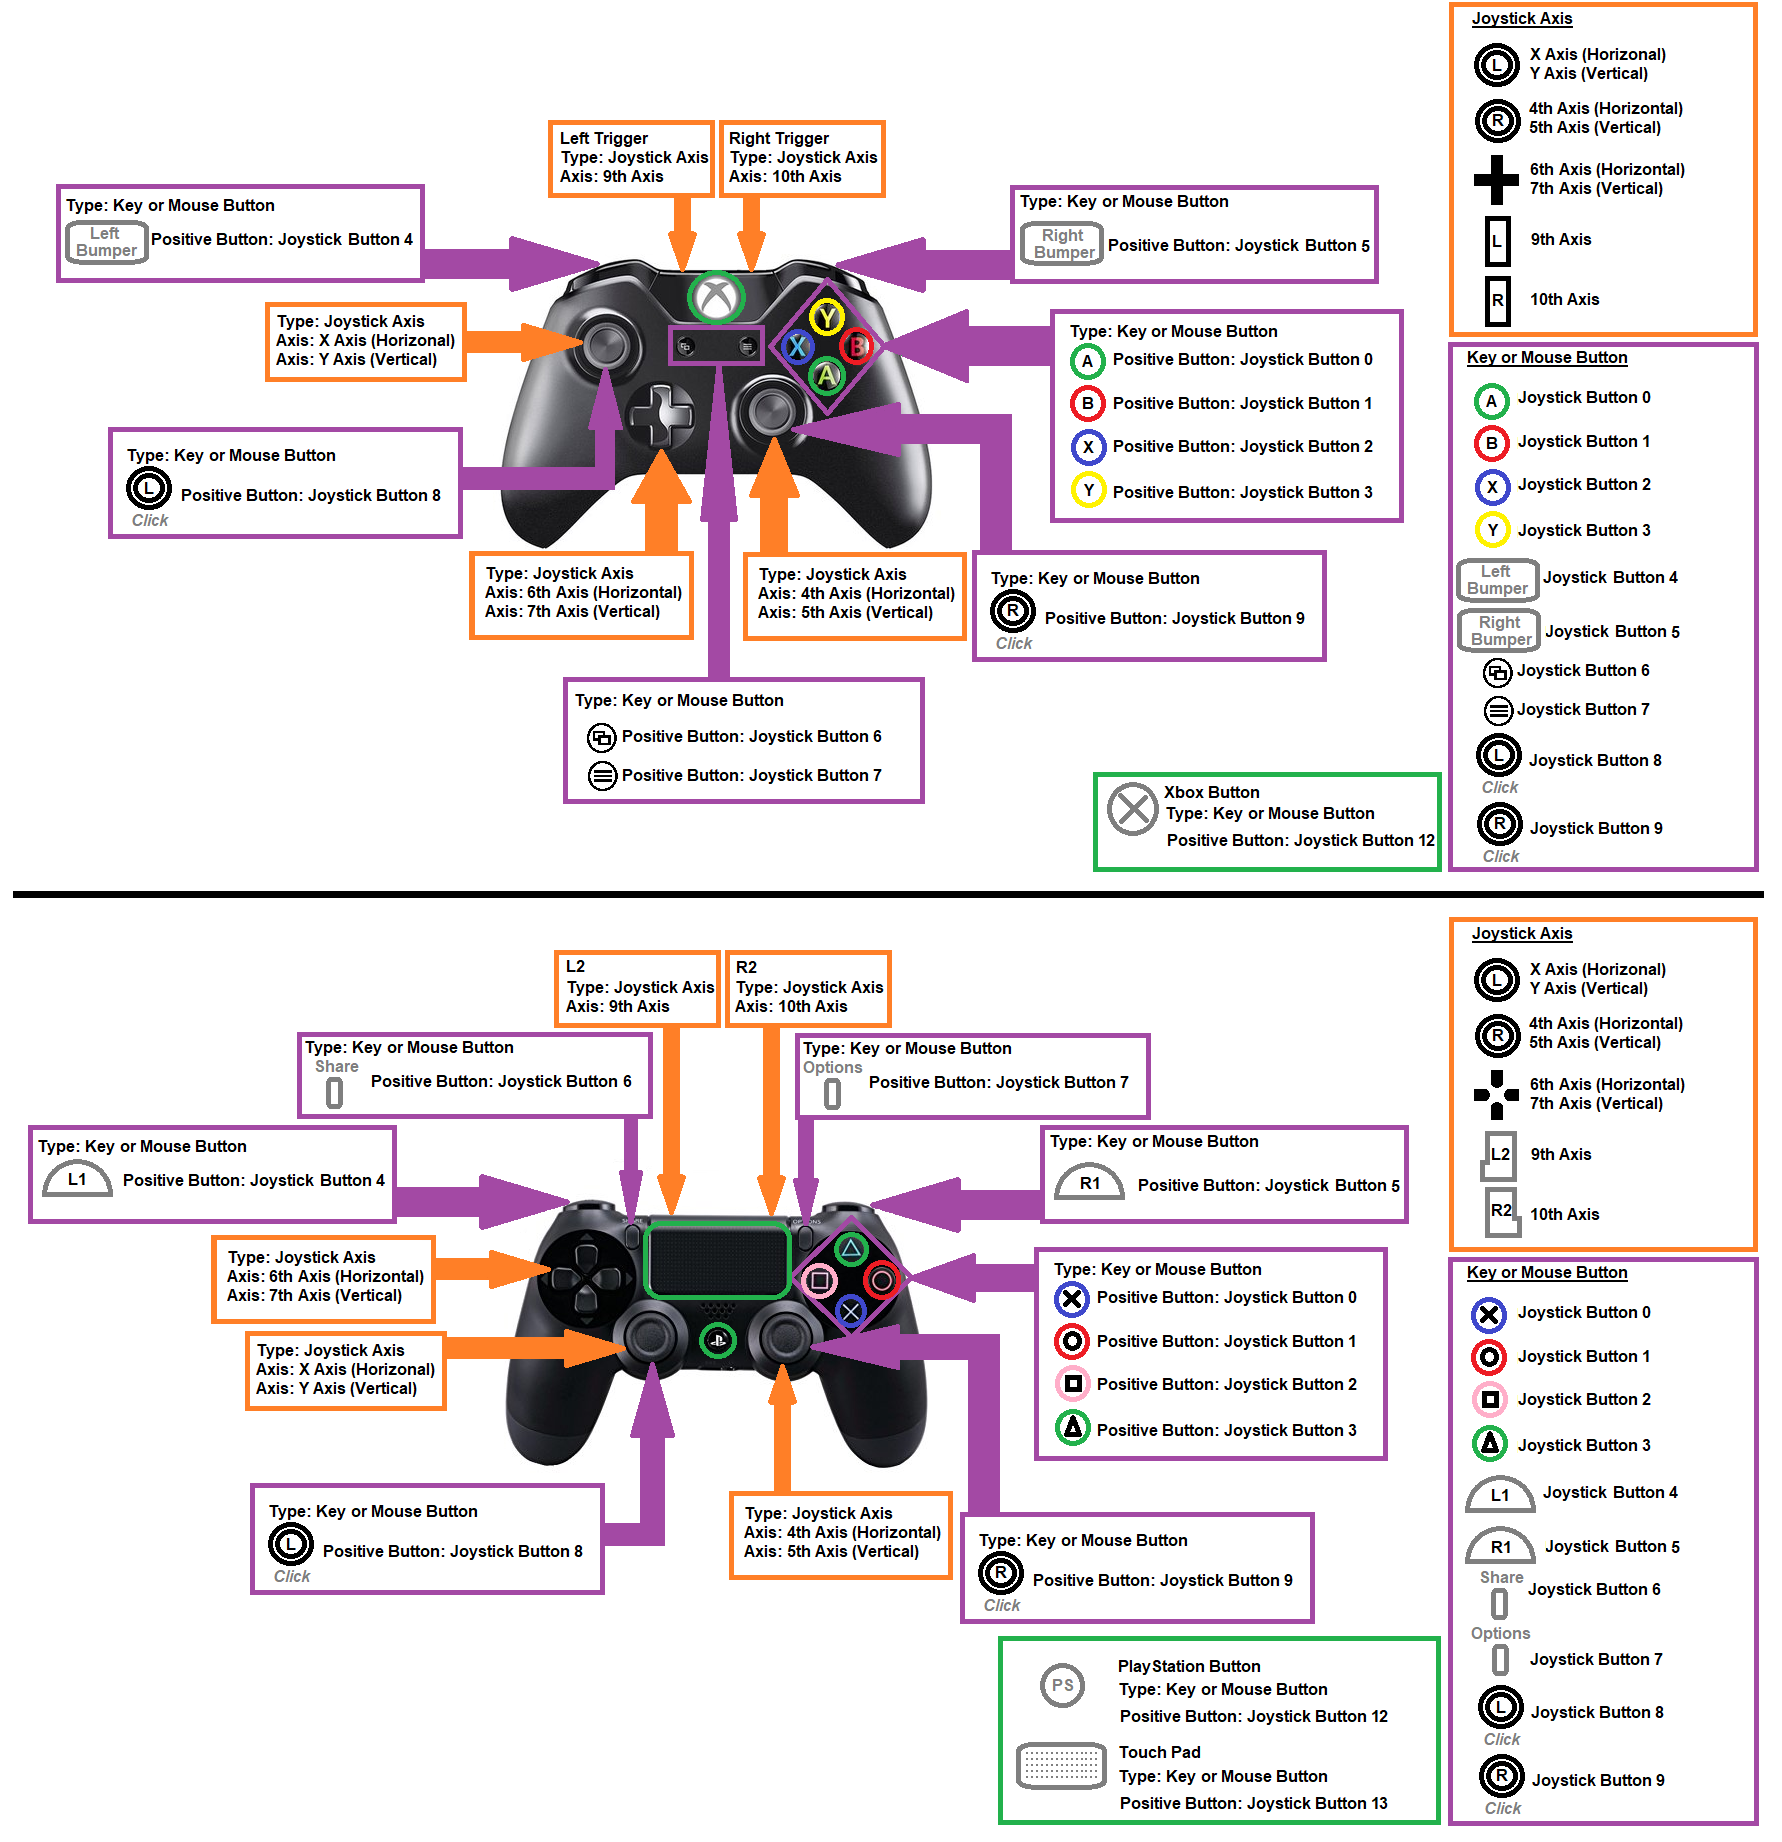 Left Trigger
Type: Joystick Axis
Axis: 9th Axis
Right Trigger
Type: Joystick Axis
Axis: 10th Axis
Type: Key or Mouse Button
Left
Bumper
Positive Button: Joystick Button 4
Type: Key or Mouse Button
Right
Bumper
Positive Button: Joystick Button 5
Type: Joystick Axis
Axis: X Axis (Horizonal)
Axis: Y Axis (Vertical)
Y
X
B
A
Type: Key or Mouse Button
A Positive Button: Joystick Button 0
B Positive Button: Joystick Button 1
X Positive Button: Joystick Button 2
Y Positive Button: Joystick Button 3
Type: Key or Mouse Button
L Positive Button: Joystick Button 8
Click
Type: Joystick Axis
Axis: 6th Axis (Horizontal)
Axis: 7th Axis (Vertical)
Type: Joystick Axis
Axis: 4th Axis (Horizontal)
Axis: 5th Axis (Vertical)
Type: Key or Mouse Button
R Positive Button: Joystick Button 9
Click
Type: Key or Mouse Button
Positive Button: Joystick Button 6
Positive Button: Joystick Button 7
Xbox Button
Type: Key or Mouse Button
Positive Button: Joystick Button 12
Joystick Axis
L X Axis (Horizonal)
Y Axis (Vertical)
R 4th Axis (Horizontal)
5th Axis (Vertical)
6th Axis (Horizontal)
7th Axis (Vertical)
L 9th Axis
R 10th Axis
Key or Mouse Button
A Joystick Button 0
B Joystick Button 1
X Joystick Button 2
Y Joystick Button 3
Left
Bumper
Joystick Button 4
Right
Bumper
Joystick Button 5
Joystick Button 6
Joystick Button 7
L Joystick Button 8
Click
R Joystick Button 9
Click
L2
Type: Joystick Axis
Axis: 9th Axis
R2
Type: Joystick Axis
Axis: 10th Axis
Type: Key or Mouse Button
Share
Positive Button: Joystick Button 6
Type: Key or Mouse Button
Options
Positive Button: Joystick Button 7
Type: Key or Mouse Button
L1 Positive Button: Joystick Button 4
Type: Key or Mouse Button
R1 Positive Button: Joystick Button 5
Type: Joystick Axis
Axis: 6th Axis (Horizontal)
Axis: 7th Axis (Vertical)
Type: Joystick Axis
Axis: X Axis (Horizonal)
Axis: Y Axis (Vertical)
Type: Key or Mouse Button
Positive Button: Joystick Button 0
Positive Button: Joystick Button 1
Positive Button: Joystick Button 2
Positive Button: Joystick Button 3
Type: Key or Mouse Button
L Positive Button: Joystick Button 8
Click
Type: Joystick Axis
Axis: 4th Axis (Horizontal)
Axis: 5th Axis (Vertical)
Type: Key or Mouse Button
R Positive Button: Joystick Button 9
Click
PlayStation Button
PS Type: Key or Mouse Button
Positive Button: Joystick Button 12
Touch Pad
Type: Key or Mouse Button
Positive Button: Joystick Button 13
Joystick Axis
L X Axis (Horizonal)
Y Axis (Vertical)
R 4th Axis (Horizontal)
5th Axis (Vertical)
6th Axis (Horizontal)
7th Axis (Vertical)
L2 9th Axis
R2 10th Axis
Key or Mouse Button
Joystick Button 0
Joystick Button 1
Joystick Button 2
Joystick Button 3
L1 Joystick Button 4
R1 Joystick Button 5
Share
Joystick Button 6
Options
Joystick Button 7
L Joystick Button 8
Click
R Joystick Button 9
Click